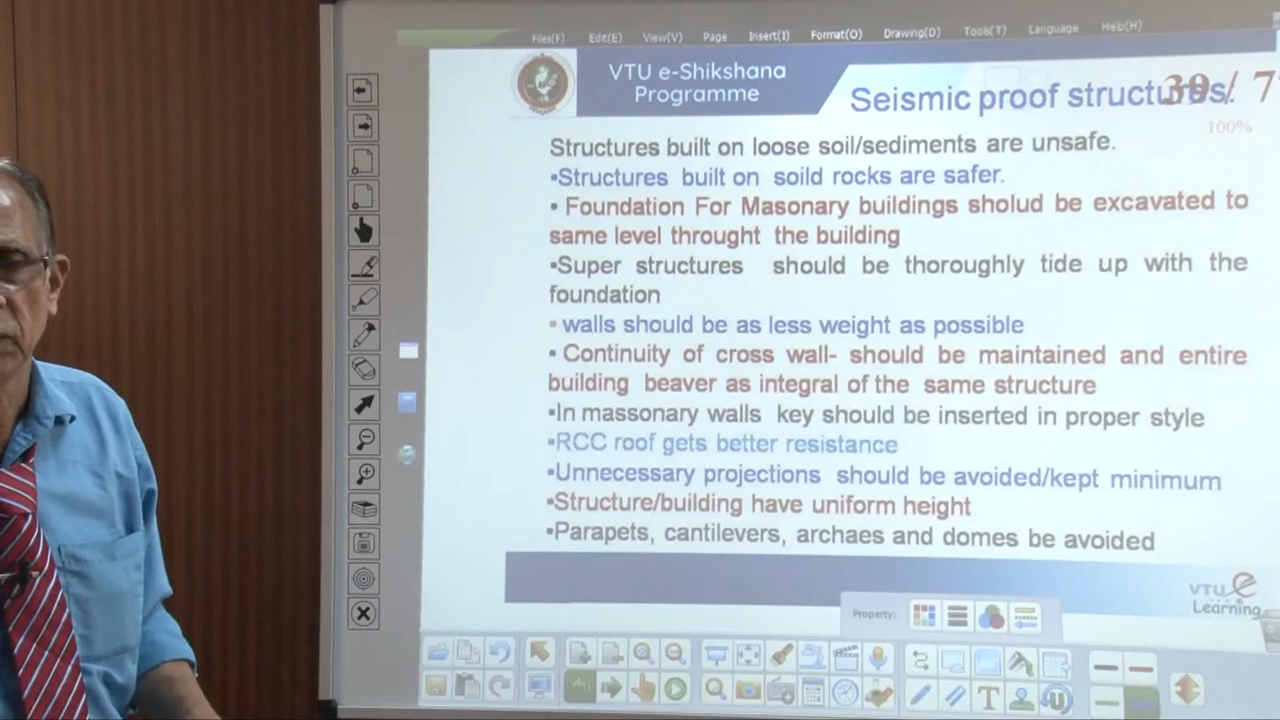 Files(F) Edit(E) View(V) Page Insert(I) Format(O) Drawing(D) Tools(T) Language Help(H)
VTU e-Shikshana
Programme
Seismic proof structures.
39 / 7
100%
Structures built on loose soil/sediments are unsafe.
•Structures built on soild rocks are safer.
▪ Foundation For Masonary buildings sholud be excavated to
same level throught the building
•Super structures should be thoroughly tide up with the
foundation
▪ walls should be as less weight as possible
▪ Continuity of cross wall- should be maintained and entire
building beaver as integral of the same structure
•In massonary walls key should be inserted in proper style
•RCC roof gets better resistance
•Unnecessary projections should be avoided/kept minimum
•Structure/building have uniform height
•Parapets, cantilevers, archaes and domes be avoided
VTU e
Learning
Property: